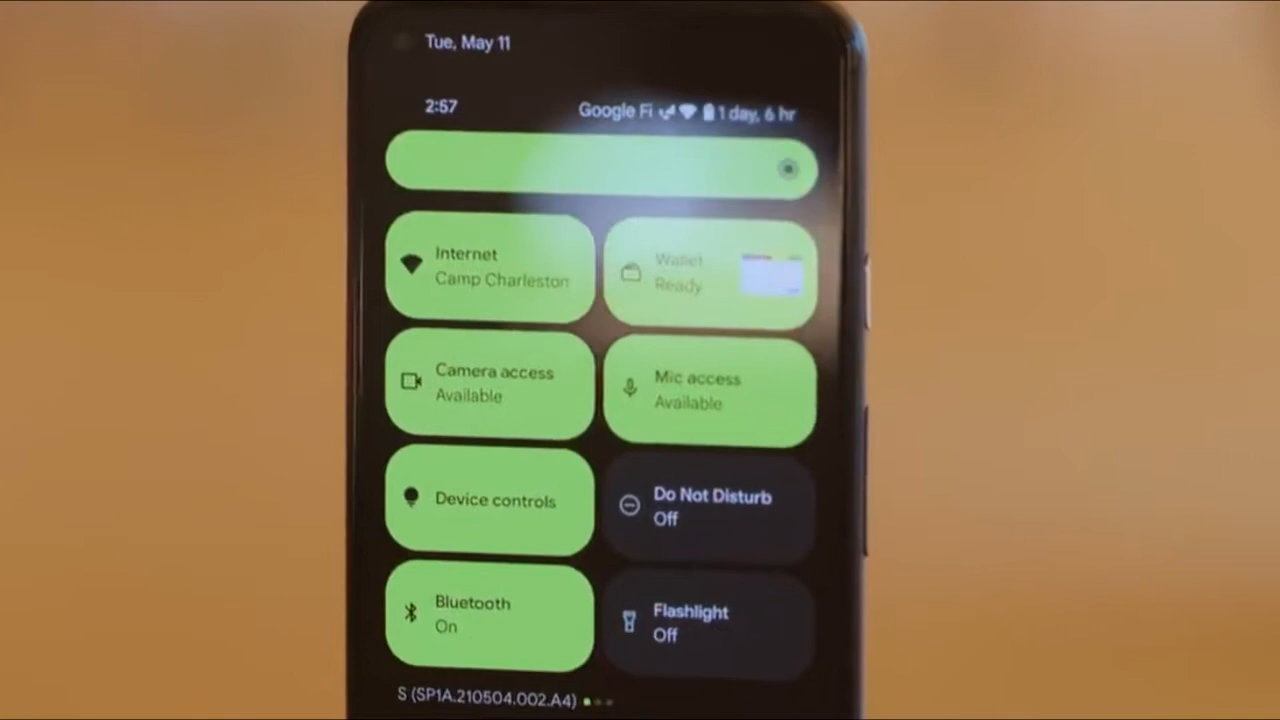 Tue, May 11
2:57 Google Fi 1 day, 6 hr
Internet
Camp Charleston
Wallet
Ready
Camera access
Available
Mic access
Available
Device controls
Do Not Disturb
Off
Bluetooth
On
Flashlight
Off
S (SP1A.210504.002.A4)